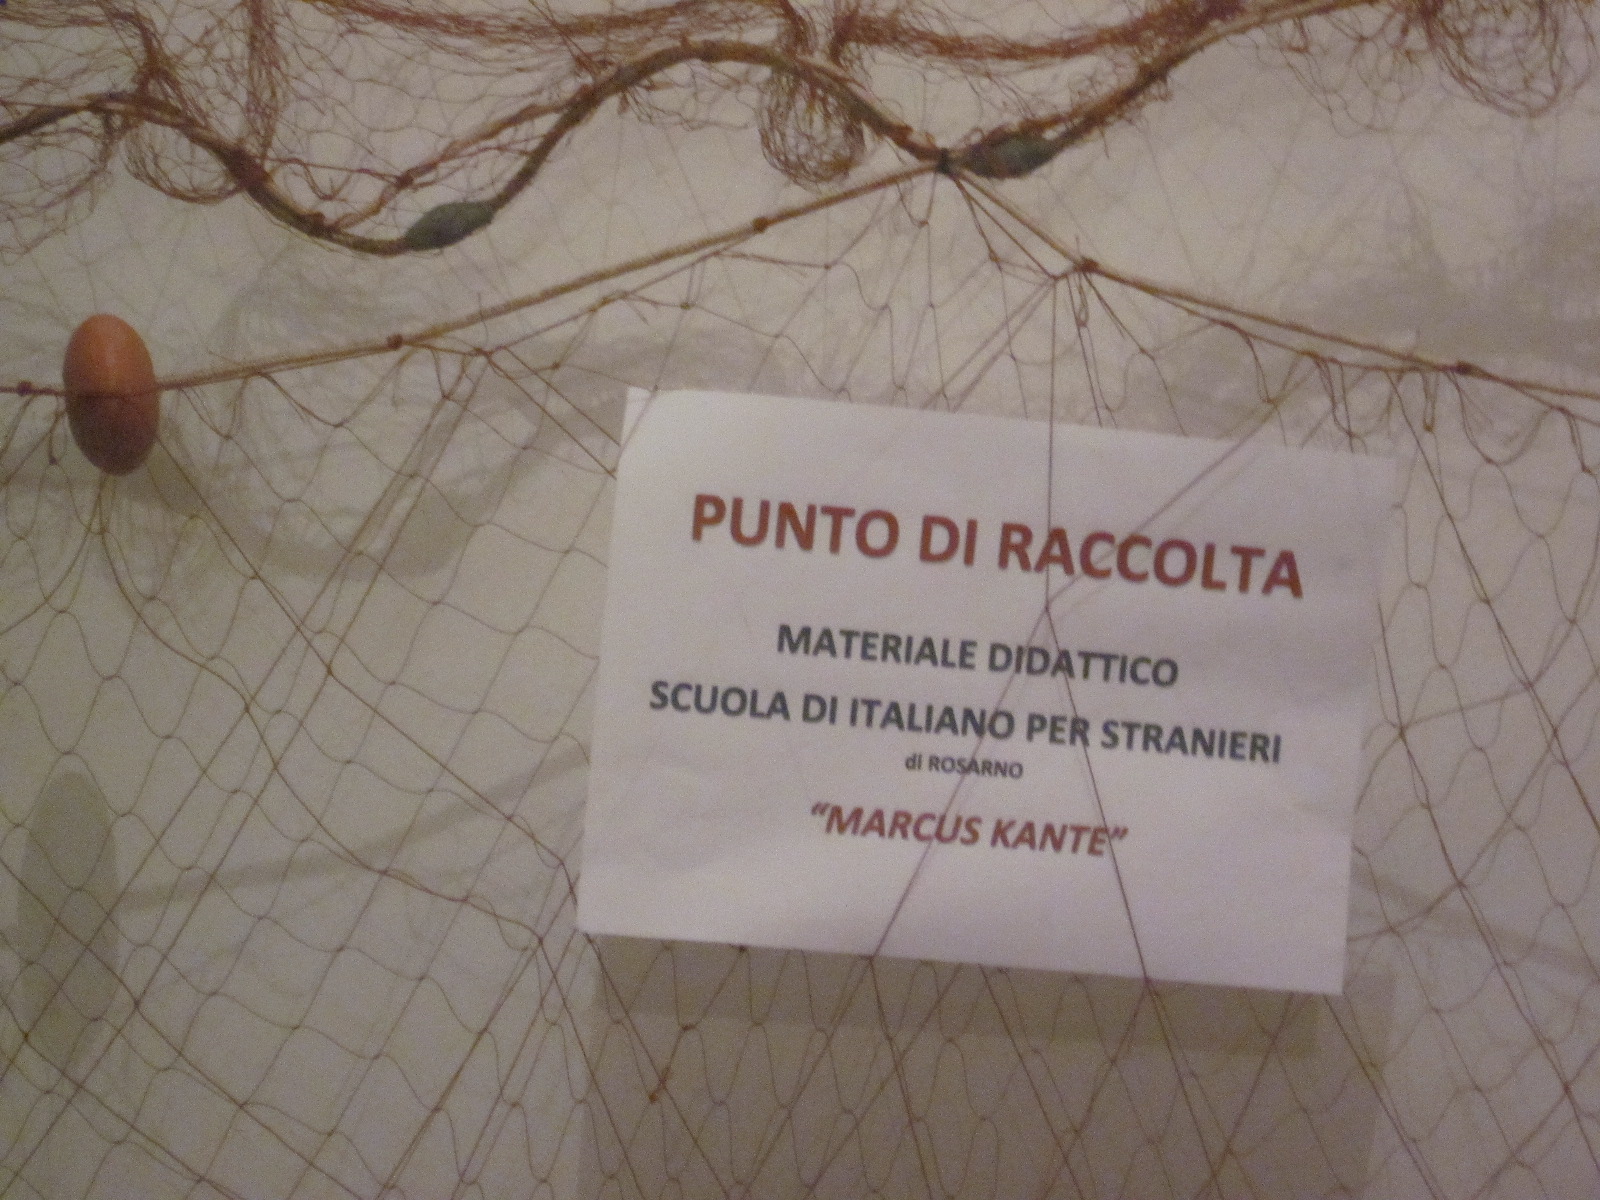 PUNTO DI RACCOLTA
MATERIALE DIDATTICO
SCUOLA DI ITALIANO PER STRANIERI
di ROSARNO
“MARCUS KANTE”